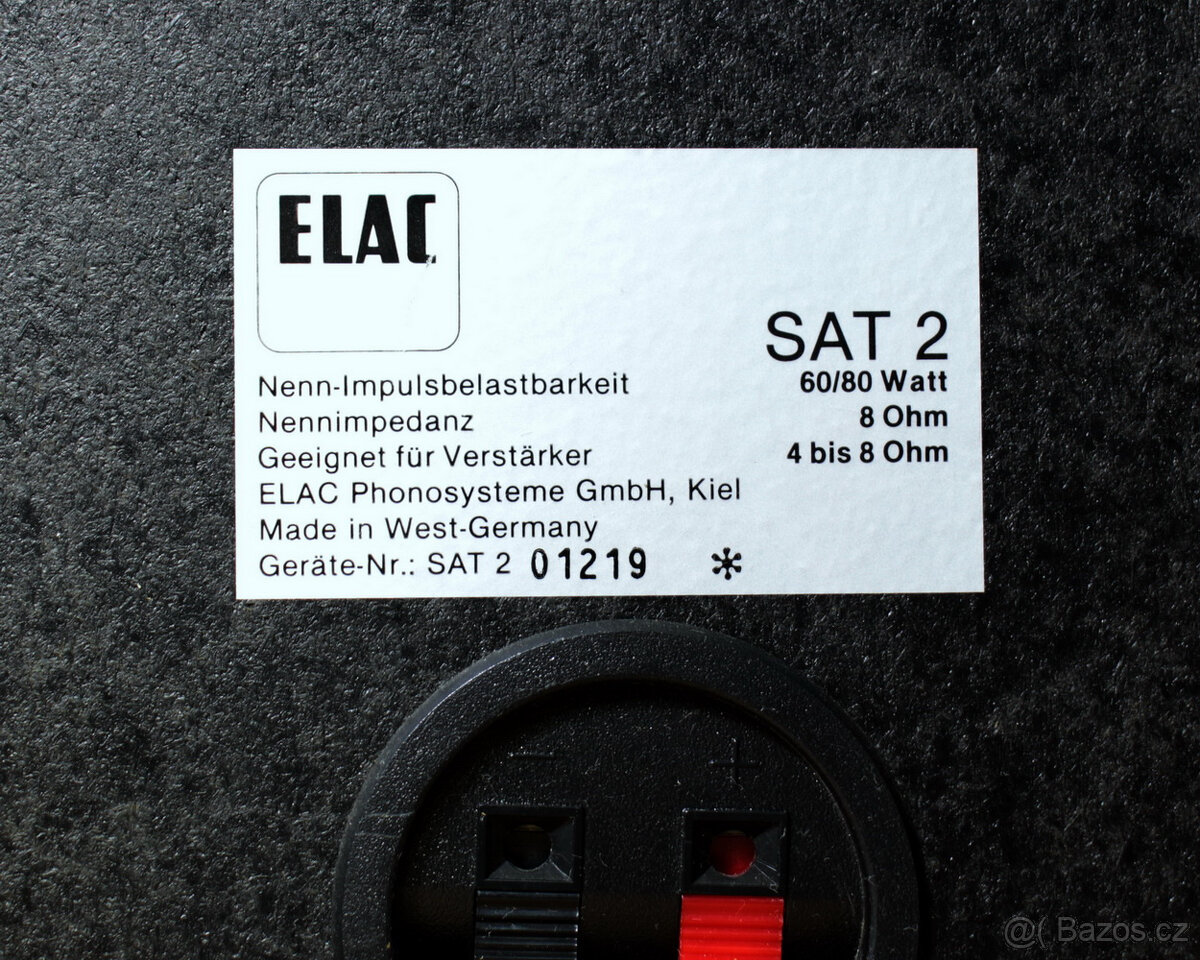 ELAC
SAT 2
Nenn-Impulsbelastbarkeit 60/80 Watt
Nennimpedanz 8 Ohm
Geeignet für Verstärker 4 bis 8 Ohm
ELAC Phonosysteme GmbH, Kiel
Made in West-Germany
Geräte-Nr.: SAT 2 01219 *
− +
@( Bazos.cz